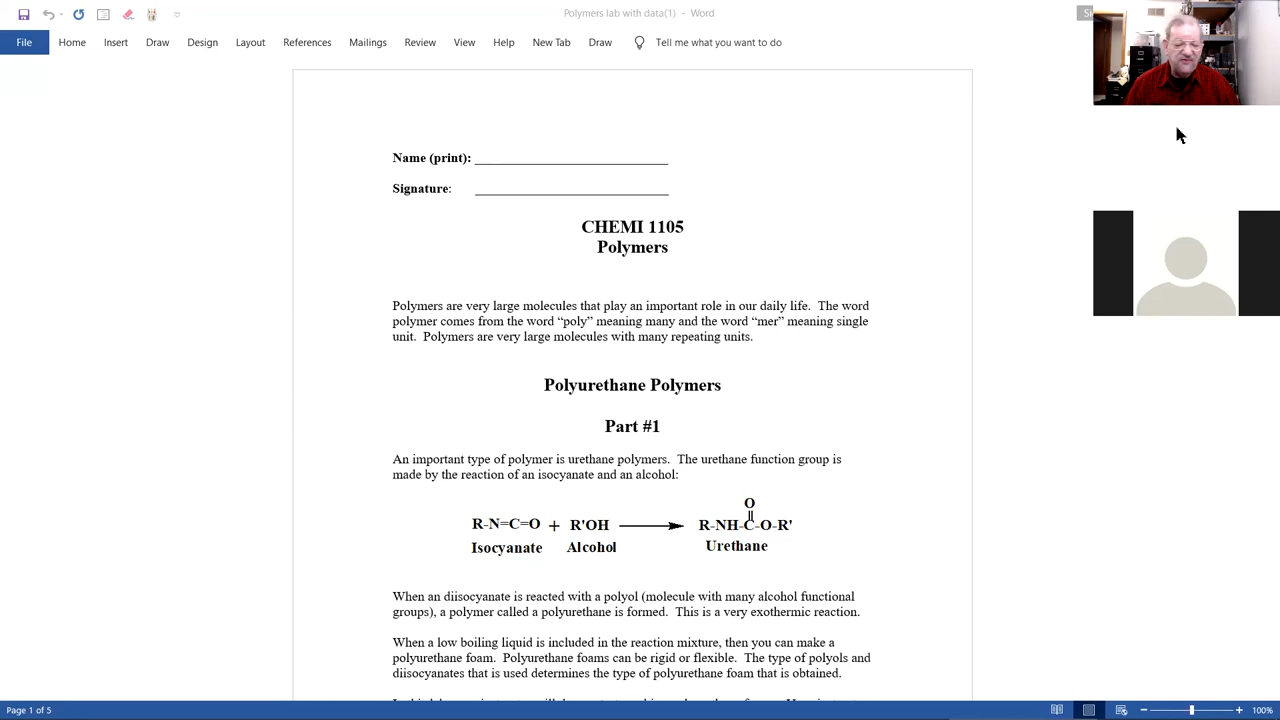 Polymers lab with data(1) - Word
File Home Insert Draw Design Layout References Mailings Review View Help New Tab Draw Tell me what you want to do
Name (print): ____________________________
Signature: ____________________________
CHEMI 1105
Polymers
Polymers are very large molecules that play an important role in our daily life. The word
polymer comes from the word “poly” meaning many and the word “mer” meaning single
unit. Polymers are very large molecules with many repeating units.
Polyurethane Polymers
Part #1
An important type of polymer is urethane polymers. The urethane function group is
made by the reaction of an isocyanate and an alcohol:
O
R-N=C=O + R'OH R-NH-C-O-R'
Isocyanate Alcohol Urethane
When an diisocyanate is reacted with a polyol (molecule with many alcohol functional
groups), a polymer called a polyurethane is formed. This is a very exothermic reaction.
When a low boiling liquid is included in the reaction mixture, then you can make a
polyurethane foam. Polyurethane foams can be rigid or flexible. The type of polyols and
diisocyanates that is used determines the type of polyurethane foam that is obtained.
Page 1 of 5
100%